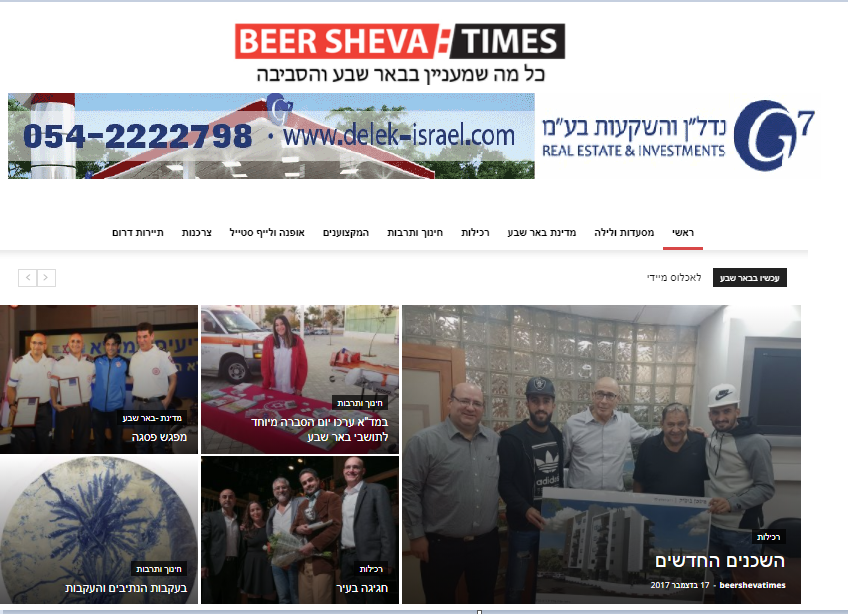 BEER SHEVA TIMES
כל מה שמעניין בבאר שבע והסביבה
054-2222798 · www.delek-israel.com
נדל"ן והשקעות בע"מ
REAL ESTATE & INVESTMENTS
G7
ראשי מסעדות ולילה מדינת באר שבע רכילות חינוך ותרבות המקצוענים אופנה ולייף סטייל צרכנות תיירות דרום
עכשיו בבאר שבע לאכלוס מיידי
רכילות
השכנים החדשים
beershevatimes - 17 בדצמבר 2017
adidas
חינוך ותרבות
במד"א ערכו יום הסברה מיוחד
לתושבי באר שבע
מדינת -באר שבע
מפגש פסגה
רכילות
חגיגה בעיר
חינוך ותרבות
בעקבות הנתיבים והעקבות